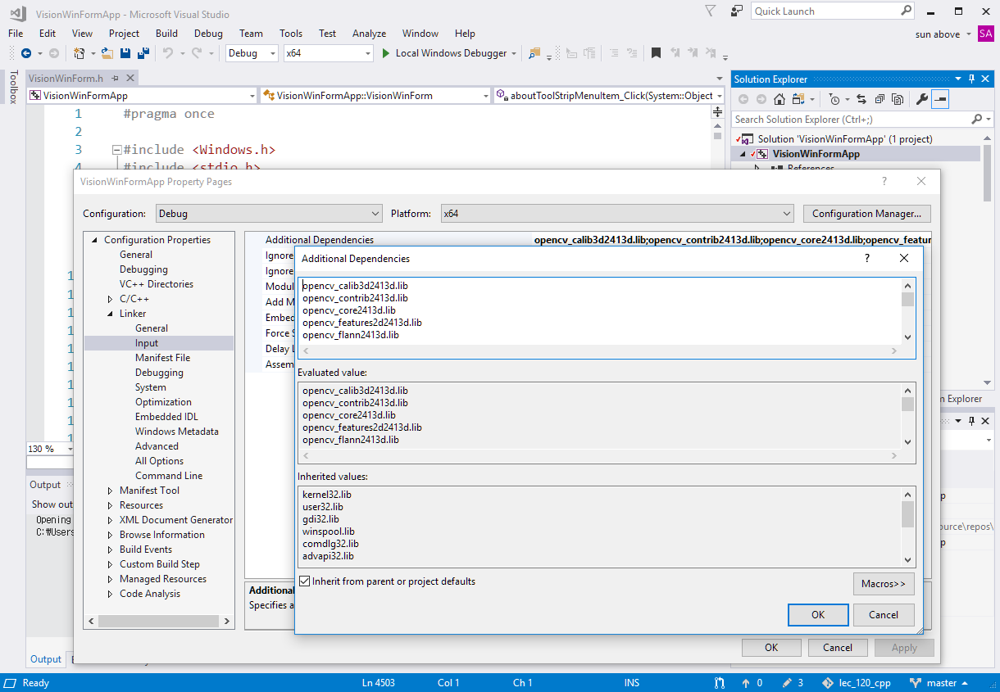 VisionWinFormApp - Microsoft Visual Studio
Quick Launch
File Edit View Project Build Debug Team Tools Test Analyze Window Help
sun above SA
Debug x64 Local Windows Debugger
Toolbox
VisionWinForm.h
VisionWinFormApp VisionWinFormApp::VisionWinForm aboutToolStripMenuItem_Click(System::Object
1 #pragma once
2
3 #include <Windows.h>
4 #include <stdio.h>
Solution Explorer
Search Solution Explorer (Ctrl+;)
Solution 'VisionWinFormApp' (1 project)
VisionWinFormApp
References
VisionWinFormApp Property Pages
?
Configuration: Debug Platform: x64 Configuration Manager...
Configuration Properties
General
Debugging
VC++ Directories
C/C++
Linker
General
Input
Manifest File
Debugging
System
Optimization
Embedded IDL
Windows Metadata
Advanced
All Options
Command Line
Manifest Tool
Resources
XML Document Generator
Browse Information
Build Events
Custom Build Step
Managed Resources
Code Analysis
Additional Dependencies opencv_calib3d2413d.lib;opencv_contrib2413d.lib;opencv_core2413d.lib;opencv_featur
Ignore
Ignore
Modul
Add M
Embed
Force S
Delay L
Assem
Additional
Specifies a
Additional Dependencies
?
opencv_calib3d2413d.lib
opencv_contrib2413d.lib
opencv_core2413d.lib
opencv_features2d2413d.lib
opencv_flann2413d.lib
Evaluated value:
opencv_calib3d2413d.lib
opencv_contrib2413d.lib
opencv_core2413d.lib
opencv_features2d2413d.lib
opencv_flann2413d.lib
Inherited values:
kernel32.lib
user32.lib
gdi32.lib
winspool.lib
comdlg32.lib
advapi32.lib
Inherit from parent or project defaults
Macros>>
OK Cancel
OK Cancel Apply
1
1
1
1
1
1
1
1
1
1
130 %
Output
Show out
Opening
C:₩Users
Output
m Explorer
p
ource\repos\
p
Ready Ln 4503 Col 1 Ch 1 INS 0 3 lec_120_cpp master